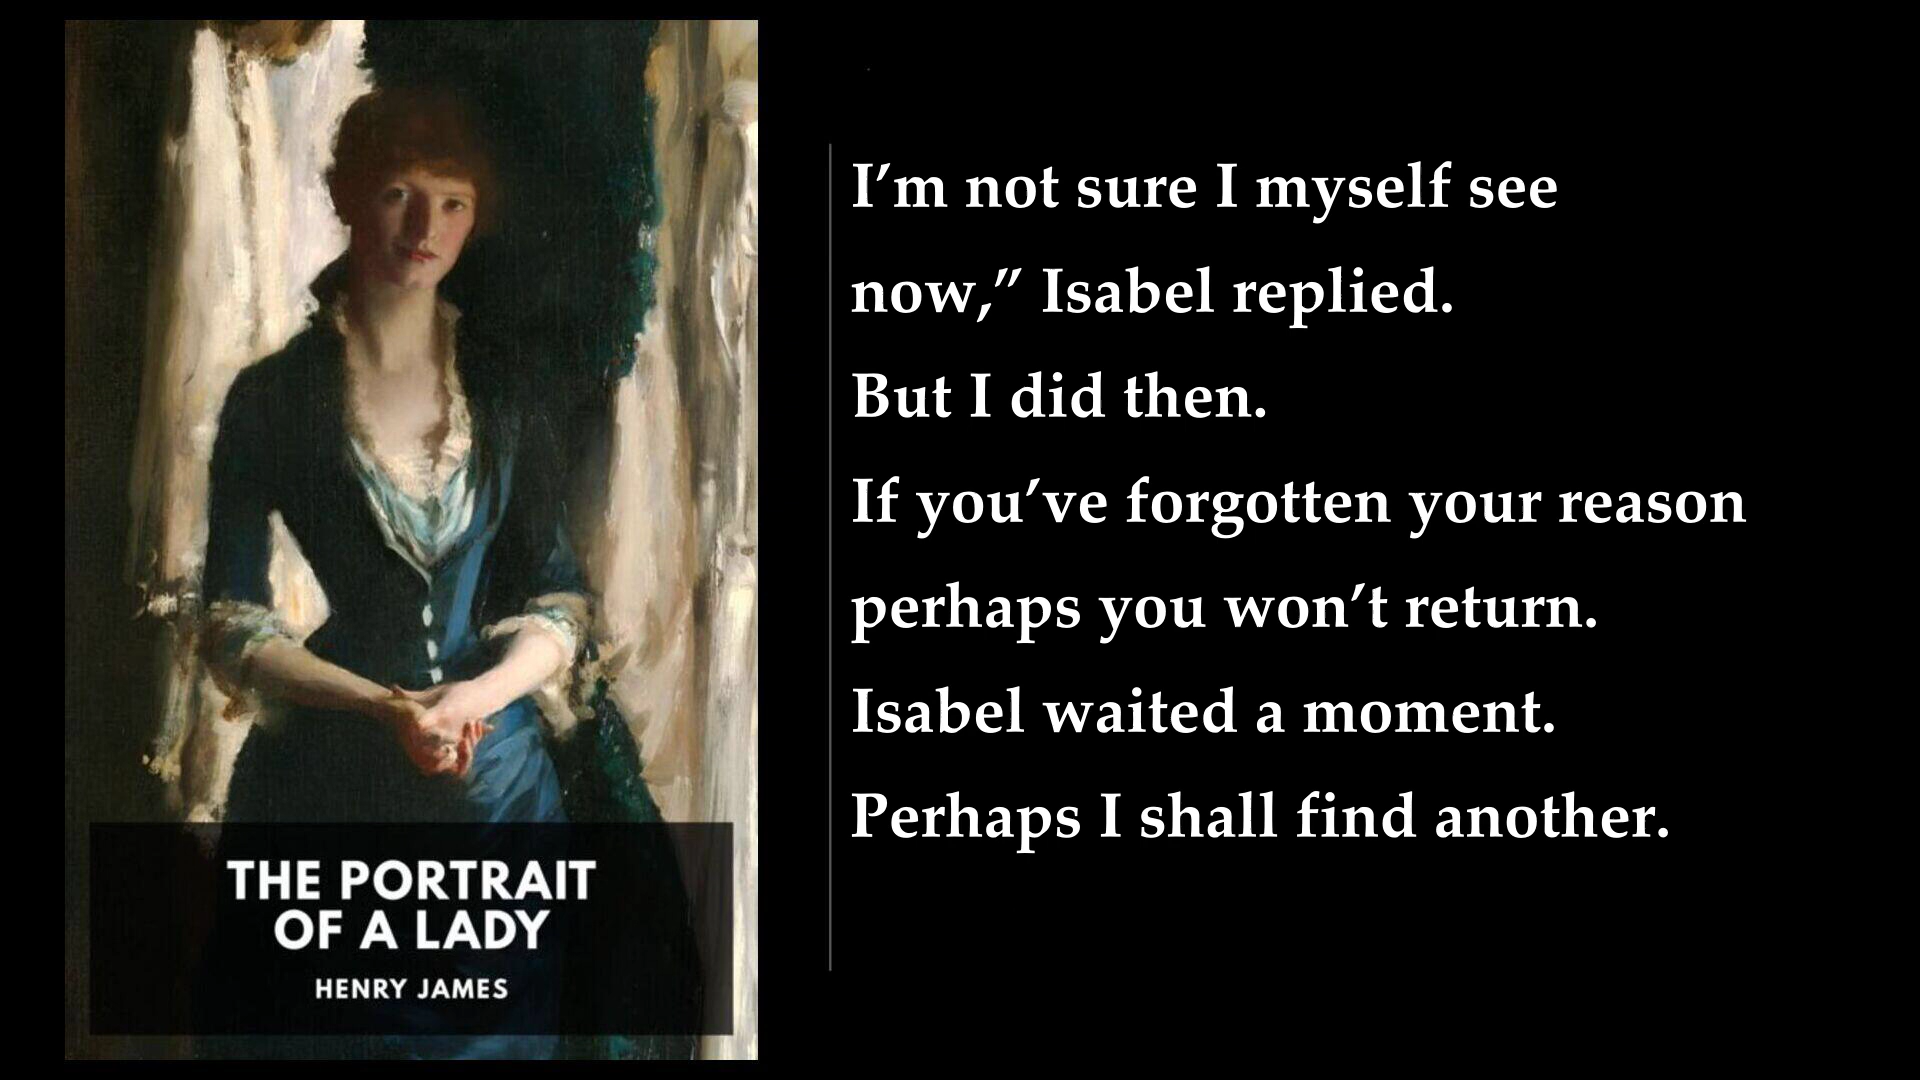 THE PORTRAIT
OF A LADY
HENRY JAMES
I’m not sure I myself see
now,” Isabel replied.
But I did then.
If you’ve forgotten your reason
perhaps you won’t return.
Isabel waited a moment.
Perhaps I shall find another.